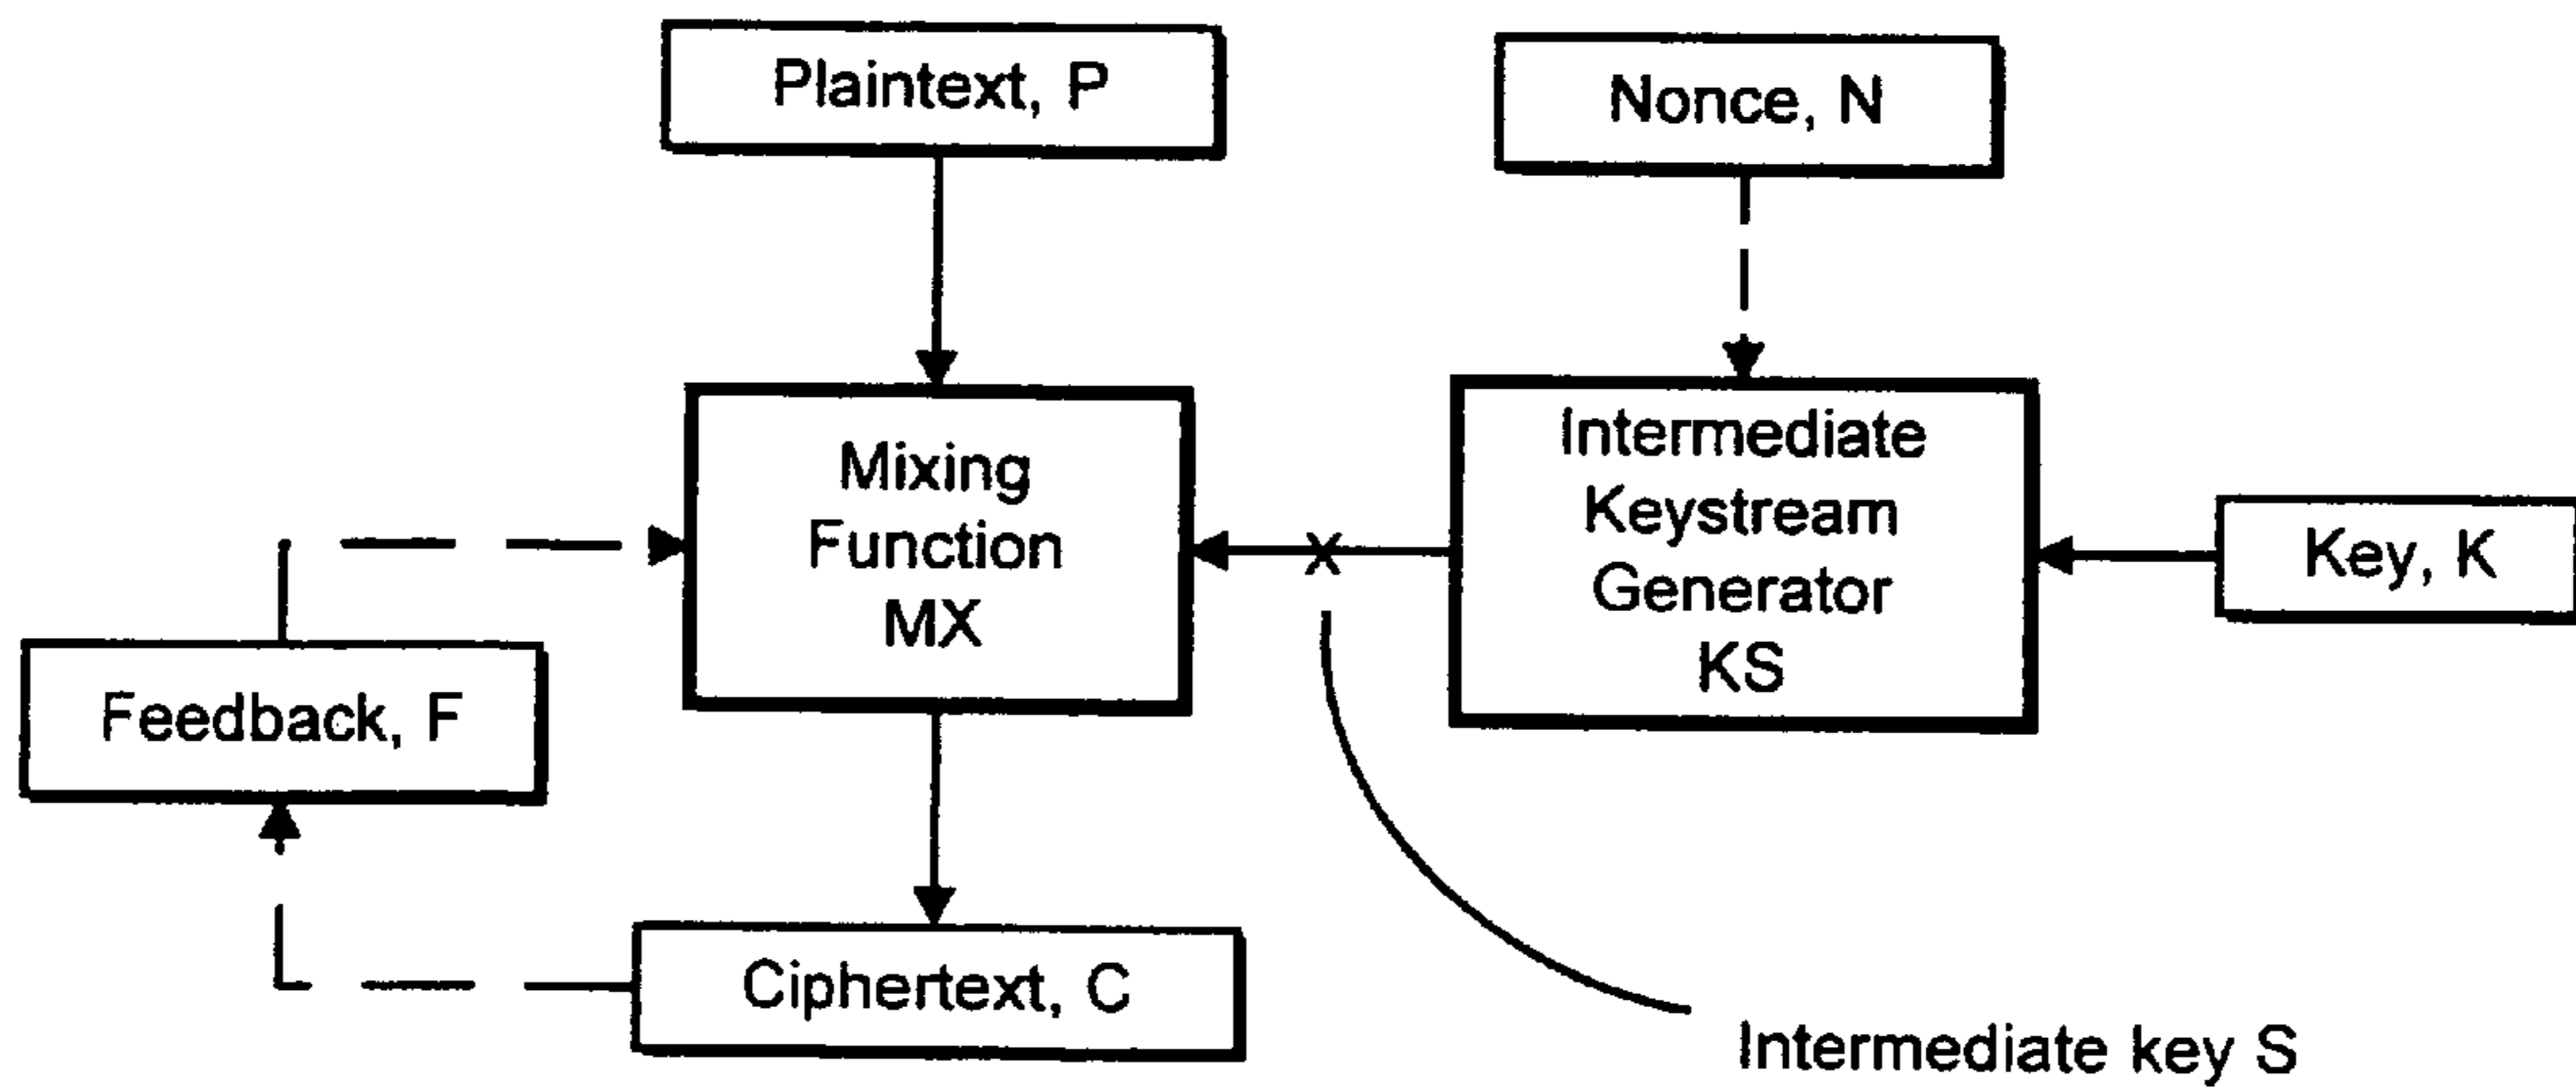 Plaintext, P
Nonce, N
Mixing
Function
MX
Intermediate
Keystream
Generator
KS
Key, K
Feedback, F
Ciphertext, C
X
Intermediate key S